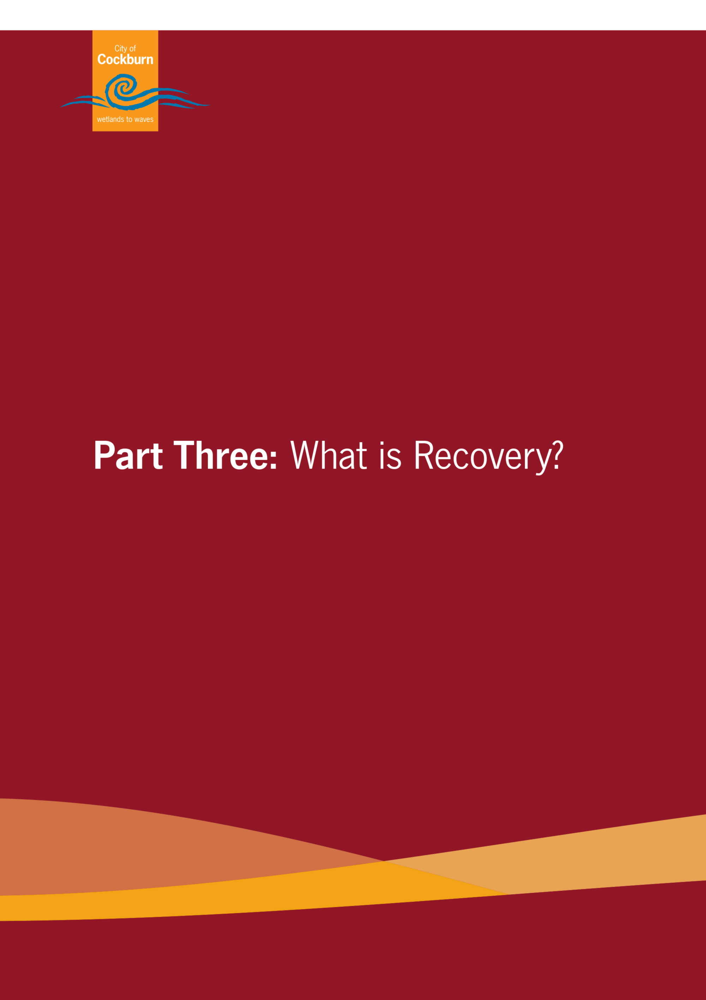 City of
Cockburn
wetlands to waves
Part Three: What is Recovery?